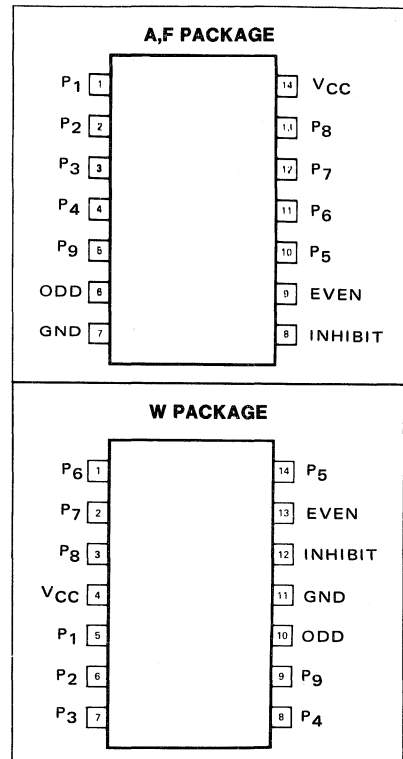 A,F PACKAGE
P1 1 14 VCC
P2 2 13 P8
P3 3 12 P7
P4 4 11 P6
P9 5 10 P5
ODD 6 9 EVEN
GND 7 8 INHIBIT
W PACKAGE
P6 1 14 P5
P7 2 13 EVEN
P8 3 12 INHIBIT
VCC 4 11 GND
P1 5 10 ODD
P2 6 9 P9
P3 7 8 P4